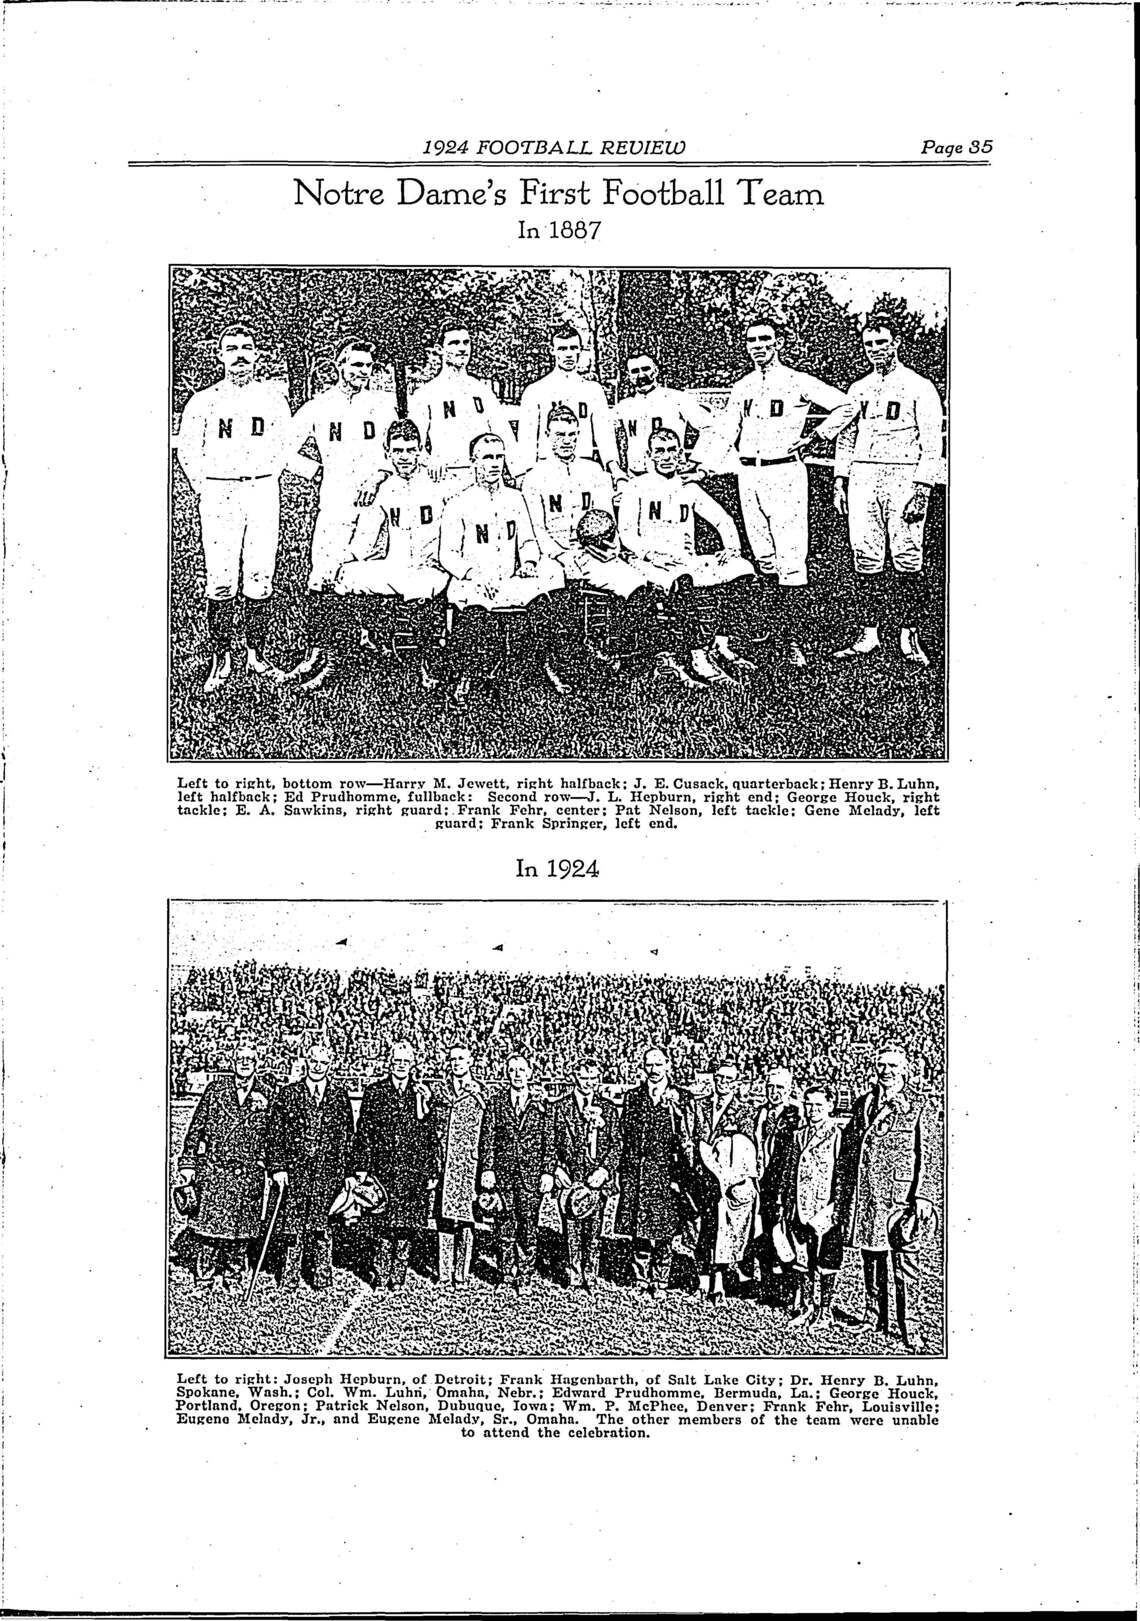 1924 FOOTBALL REVIEW Page 35
Notre Dame's First Football Team
In 1887
N D
N D
N D
N D
N D
N D
Y D
N D
N D
N D
N D
Left to right, bottom row—Harry M. Jewett, right halfback; J. E. Cusack, quarterback; Henry B. Luhn,
left halfback; Ed Prudhomme, fullback: Second row—J. L. Hepburn, right end; George Houck, right
tackle; E. A. Sawkins, right guard; Frank Fehr, center; Pat Nelson, left tackle; Gene Melady, left
guard; Frank Springer, left end.
In 1924
Left to right: Joseph Hepburn, of Detroit; Frank Hagenbarth, of Salt Lake City; Dr. Henry B. Luhn,
Spokane, Wash.; Col. Wm. Luhn, Omaha, Nebr.; Edward Prudhomme, Bermuda, La.; George Houck,
Portland, Oregon; Patrick Nelson, Dubuque, Iowa; Wm. P. McPhee, Denver; Frank Fehr, Louisville;
Eugene Melady, Jr., and Eugene Melady, Sr., Omaha. The other members of the team were unable
to attend the celebration.